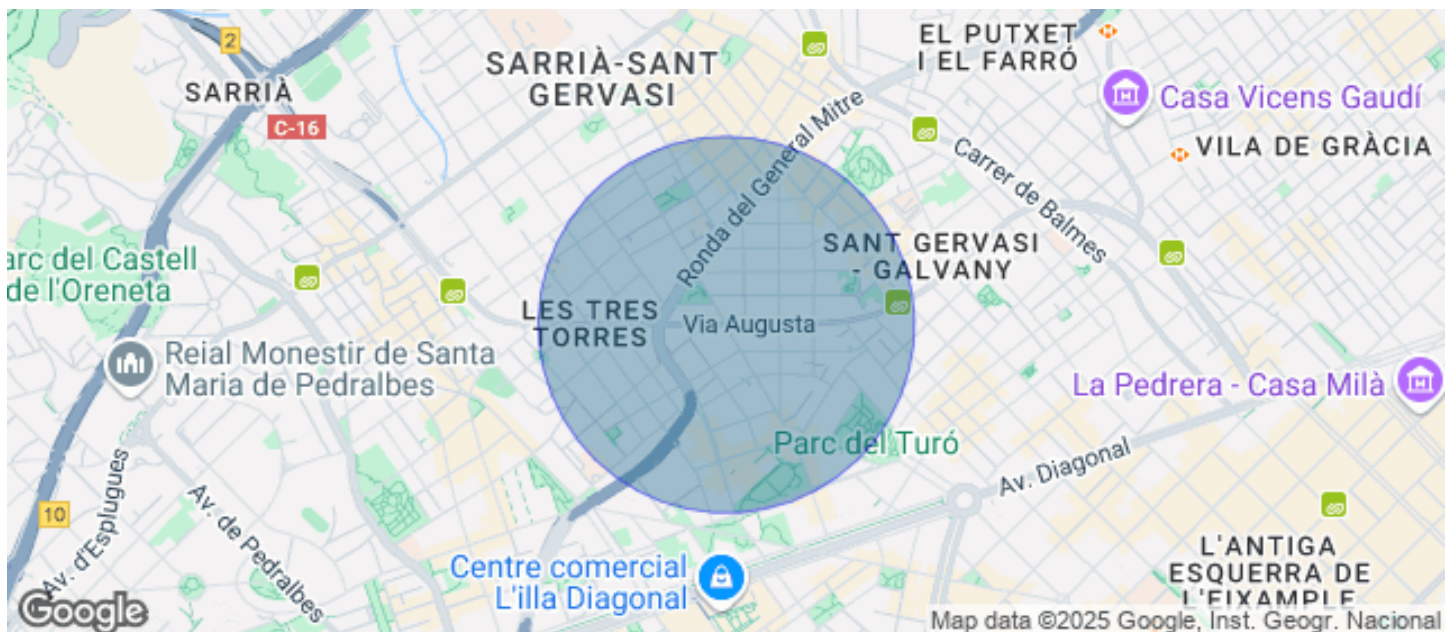 EL PUTXET
I EL FARRÓ
2
SARRIÀ-SANT
GERVASI
SARRIÀ
Casa Vicens Gaudí
C-16
Ronda del General Mitre
Carrer de Balmes
VILA DE GRÀCIA
SANT GERVASI
- GALVANY
arc del Castell
de l'Oreneta
LES TRES
TORRES
Via Augusta
Reial Monestir de Santa
Maria de Pedralbes
La Pedrera - Casa Milà
Parc del Turó
Av. Diagonal
10
Av. d'Esplugues
Av. de Pedralbes
Centre comercial
L'illa Diagonal
L'ANTIGA
ESQUERRA DE
L'EIXAMPLE
Google
Map data ©2025 Google, Inst. Geogr. Nacional